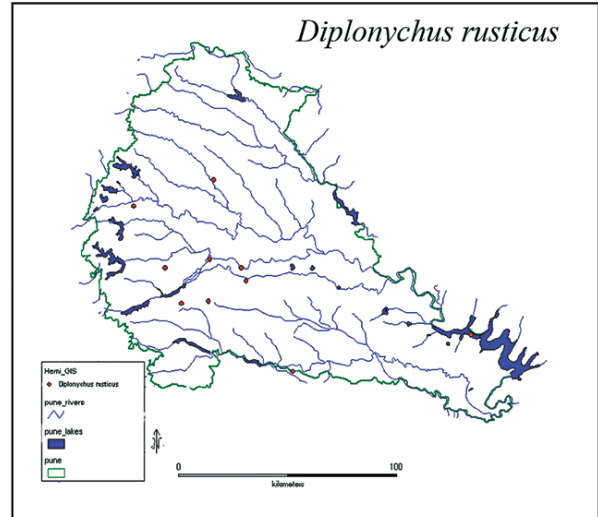 Diplonychus rusticus
Hemi_GIS
Diplonychus rusticus
pune_rivers
pune_lakes
pune
N
0 100
kilometers